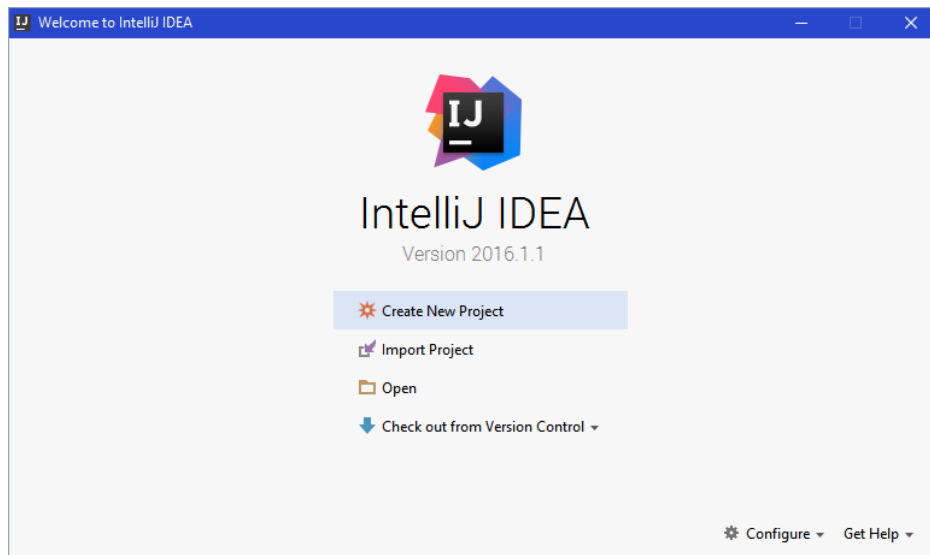 IJ Welcome to IntelliJ IDEA
IJ
IntelliJ IDEA
Version 2016.1.1
Create New Project
Import Project
Open
Check out from Version Control
Configure Get Help